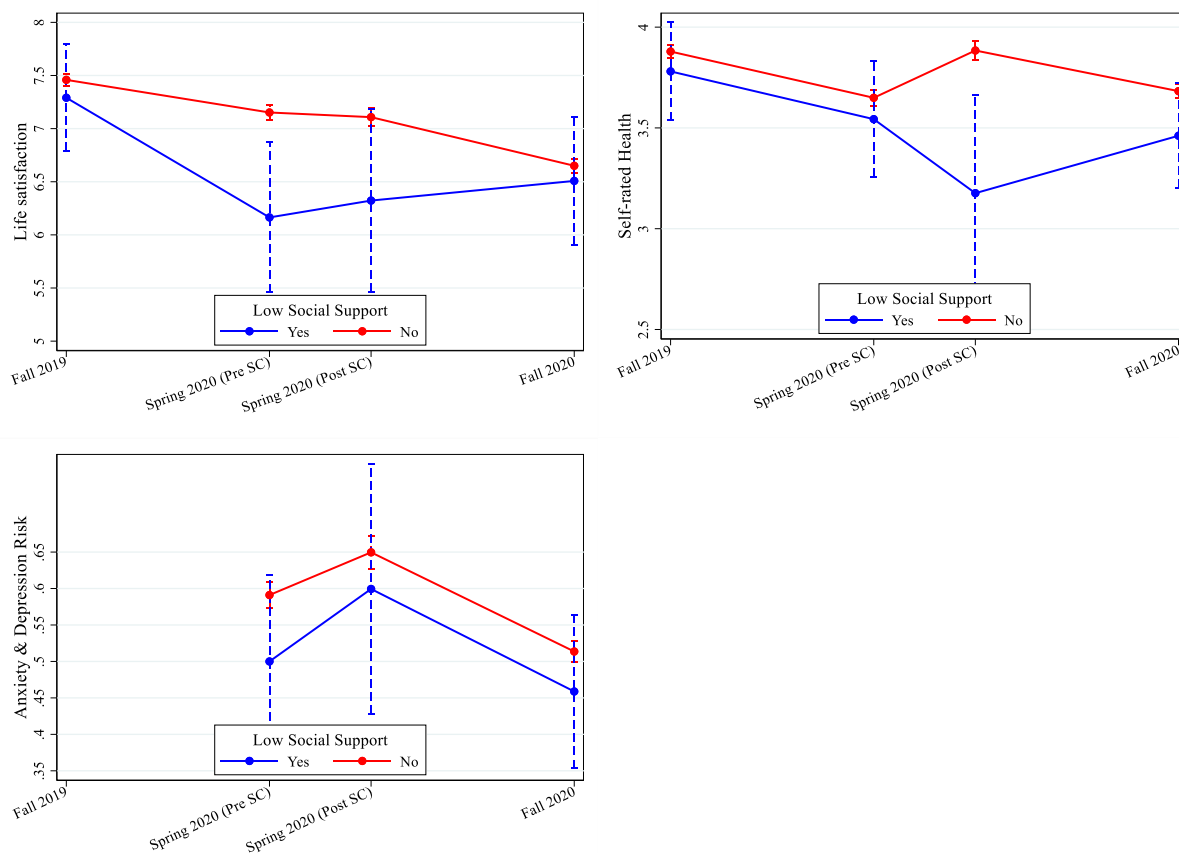 Life satisfaction
8
7.5
7
6.5
6
5.5
5
Low Social Support
Yes No
Fall 2019
Spring 2020 (Pre SC)
Spring 2020 (Post SC)
Fall 2020
Self-rated Health
4
3.5
3
2.5
Low Social Support
Yes No
Fall 2019
Spring 2020 (Pre SC)
Spring 2020 (Post SC)
Fall 2020
Anxiety & Depression Risk
.65
.6
.55
.5
.45
.4
.35
Low Social Support
Yes No
Fall 2019
Spring 2020 (Pre SC)
Spring 2020 (Post SC)
Fall 2020